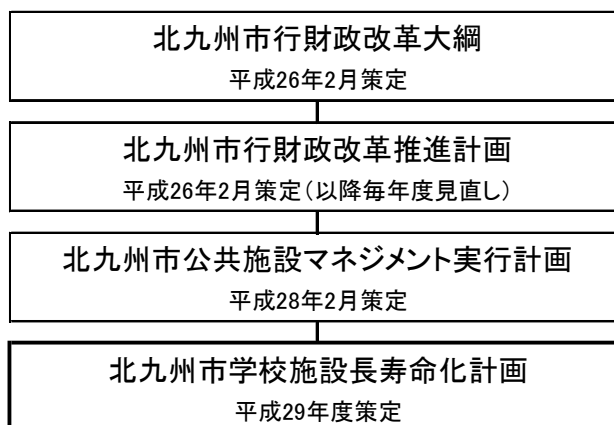 北九州市行財政改革大綱
平成26年2月策定
北九州市行財政改革推進計画
平成26年2月策定(以降毎年度見直し)
北九州市公共施設マネジメント実行計画
平成28年2月策定
北九州市学校施設長寿命化計画
平成29年度策定